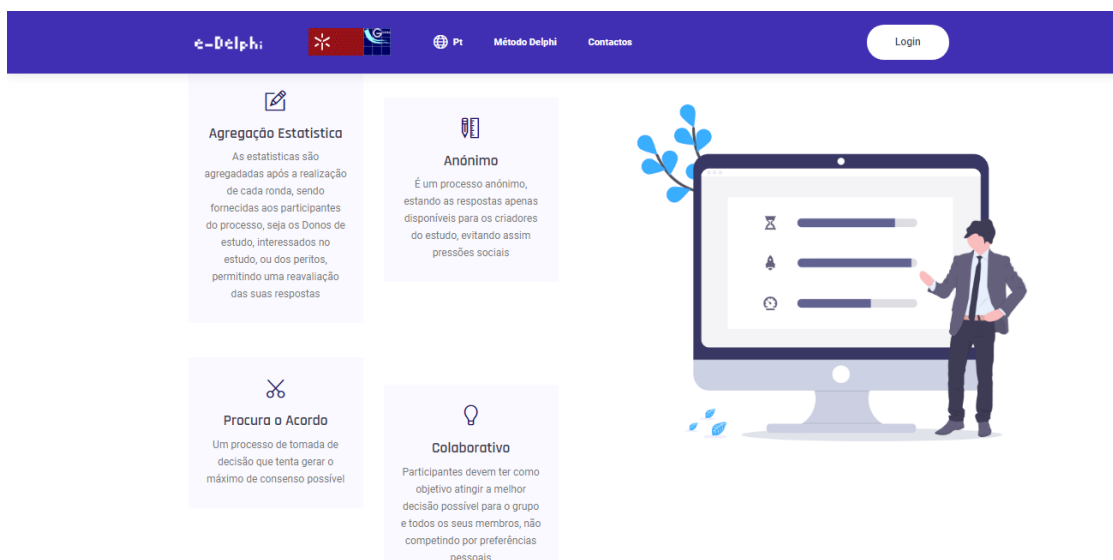 e-Delphi
G
Pt
Método Delphi
Contactos
Login
Agregação Estatistica
As estatisticas são
agregadadas após a realização
de cada ronda, sendo
fornecidas aos participantes
do processo, seja os Donos de
estudo, interessados no
estudo, ou dos peritos,
permitindo uma reavaliação
das suas respostas
Anónimo
É um processo anónimo,
estando as respostas apenas
disponíveis para os criadores
do estudo, evitando assim
pressões sociais
Procura o Acordo
Um processo de tomada de
decisão que tenta gerar o
máximo de consenso possível
Colaborativo
Participantes devem ter como
objetivo atingir a melhor
decisão possível para o grupo
e todos os seus membros, não
competindo por preferências
pessoais